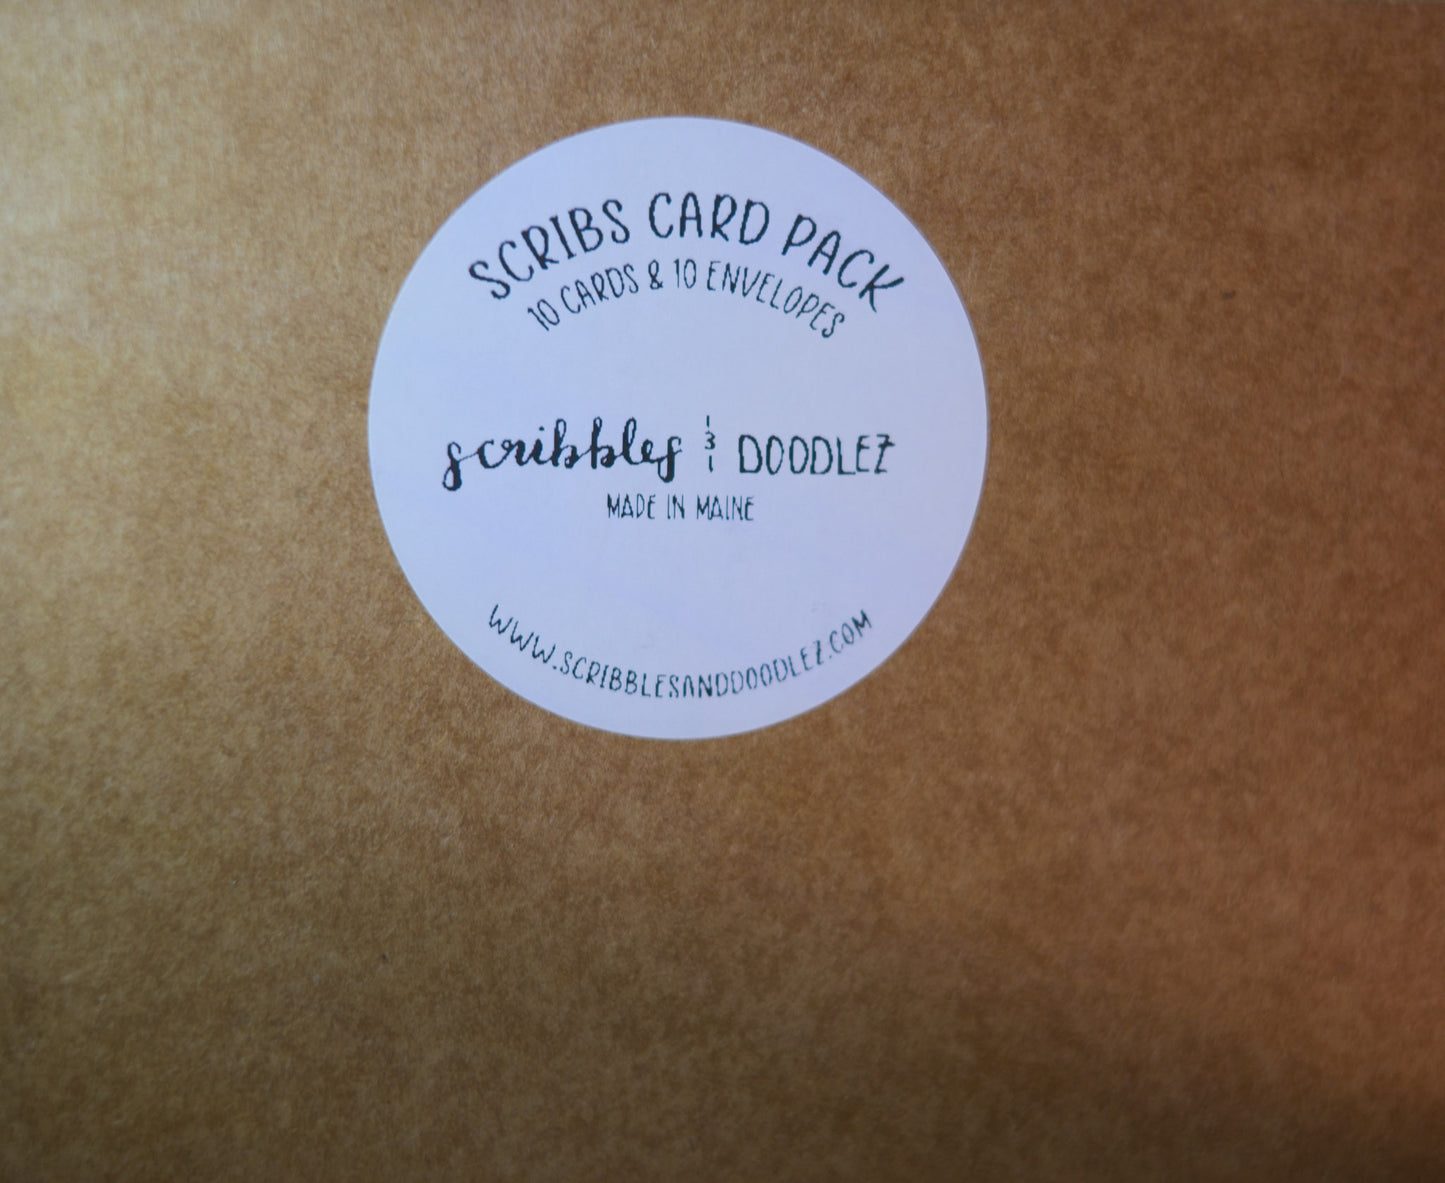 SCRIBS CARD PACK
10 CARDS & 10 ENVELOPES
scribbles & DOODLEZ
MADE IN MAINE
WWW.SCRIBBLESANDDOODLEZ.COM